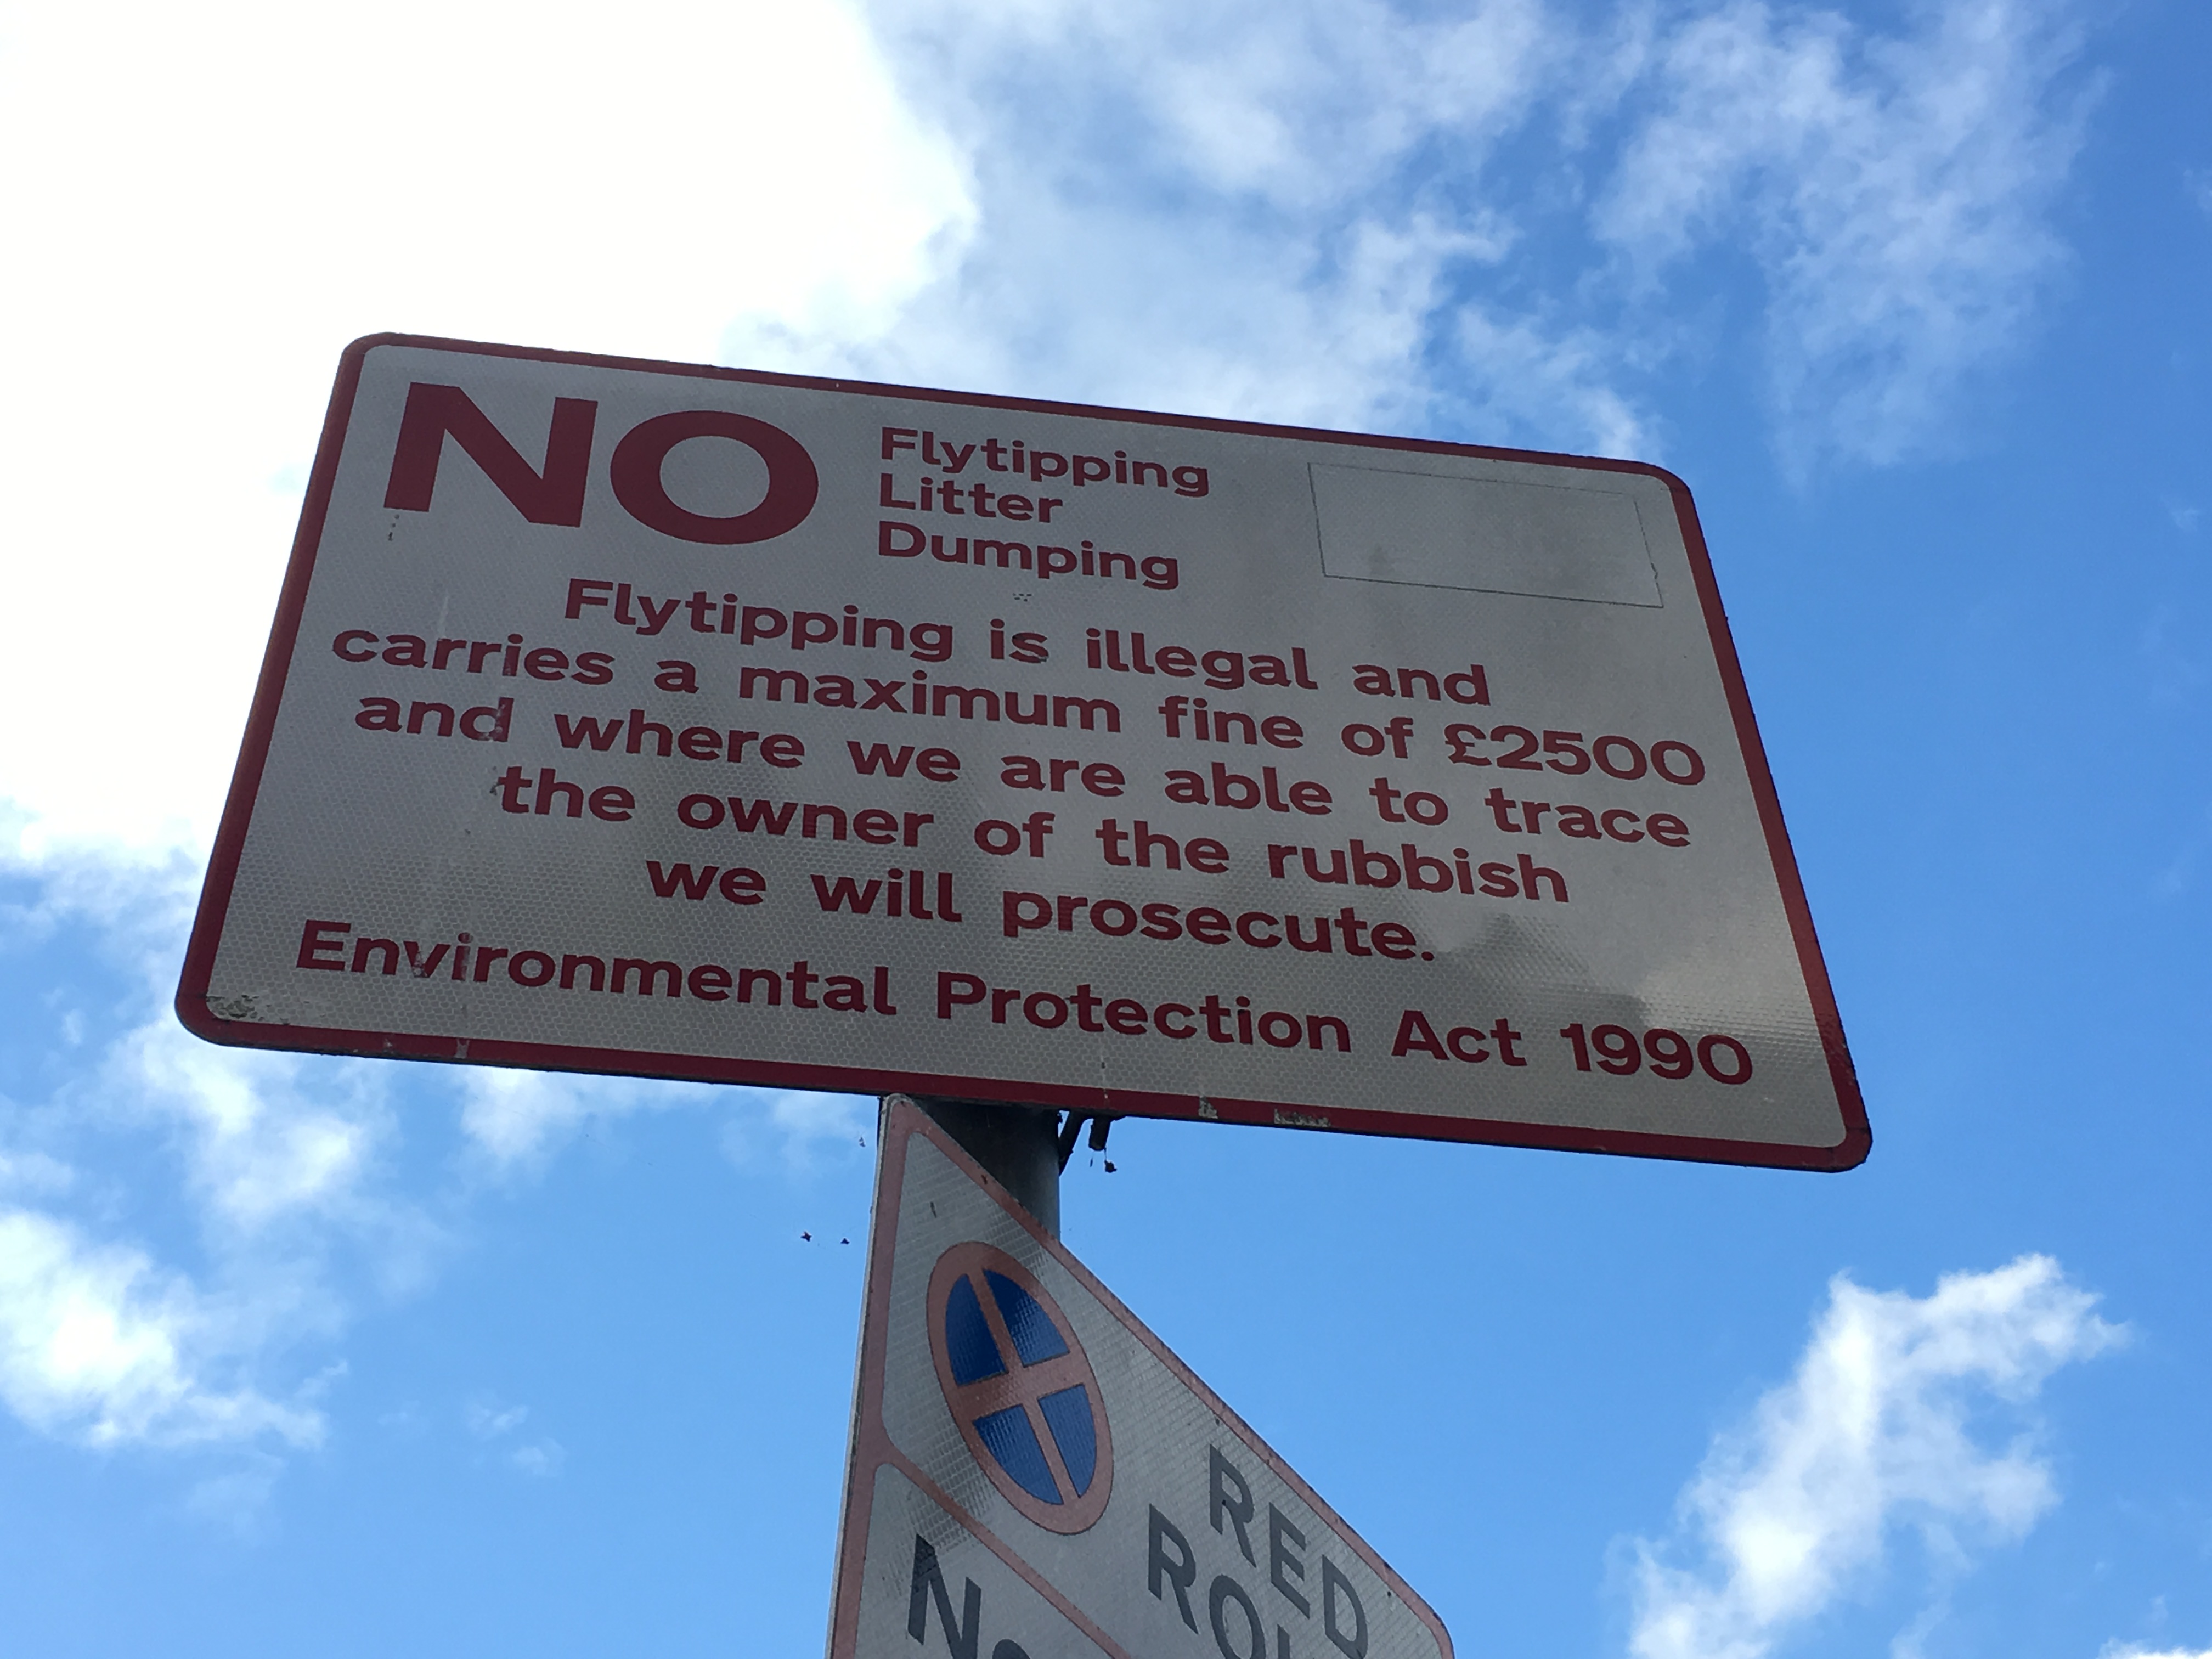 NO
Flytipping
Litter
Dumping
Flytipping is illegal and
carries a maximum fine of £2500
and where we are able to trace
the owner of the rubbish
we will prosecute.
Environmental Protection Act 1990
RED